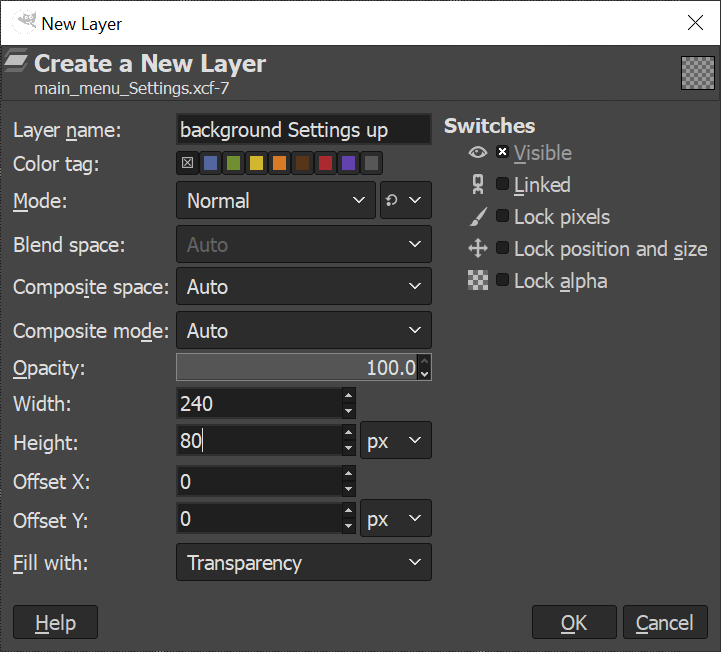 New Layer
Create a New Layer
main_menu_Settings.xcf-7
Layer name: background Settings up
Color tag:
Mode: Normal
Blend space: Auto
Composite space: Auto
Composite mode: Auto
Opacity: 100.0
Width: 240
Height: 80 px
Offset X: 0
Offset Y: 0 px
Fill with: Transparency
Switches
Visible
Linked
Lock pixels
Lock position and size
Lock alpha
Help OK Cancel